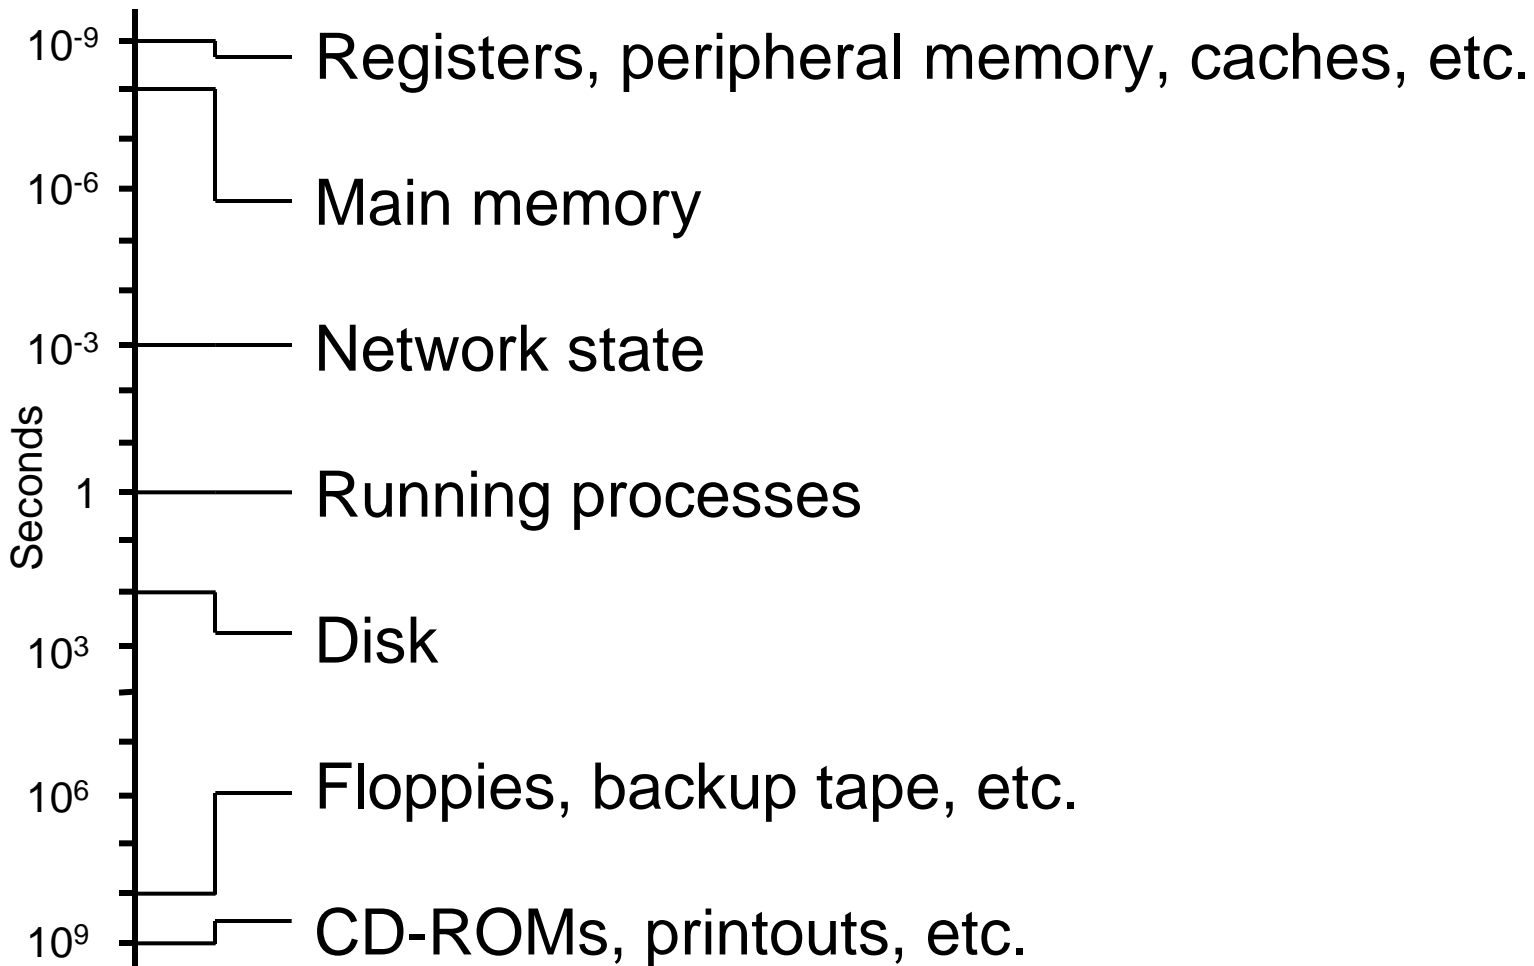 10⁻⁹ Registers, peripheral memory, caches, etc.
10⁻⁶ Main memory
10⁻³ Network state
Seconds
1 Running processes
10³ Disk
10⁶ Floppies, backup tape, etc.
10⁹ CD-ROMs, printouts, etc.